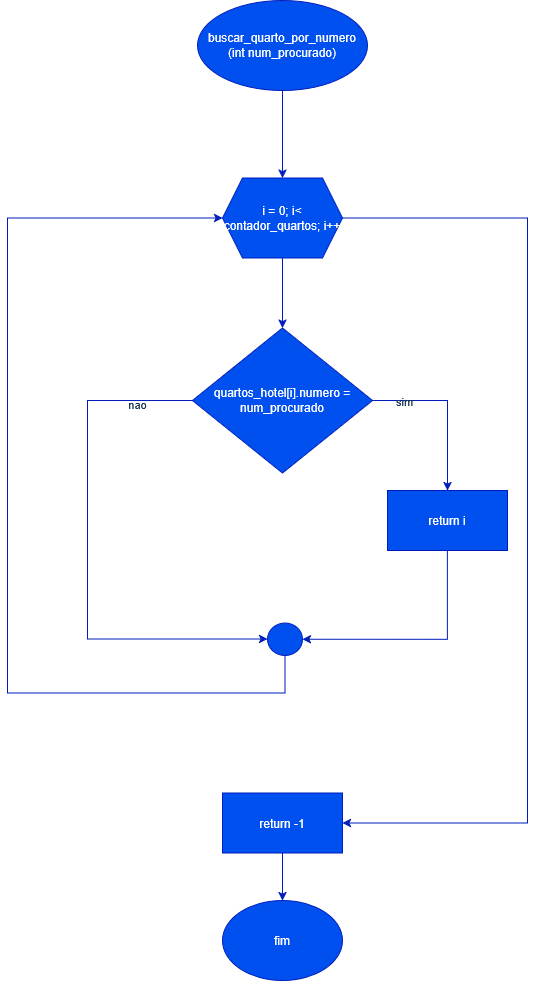 buscar_quarto_por_numero
(int num_procurado)
i = 0; i<
contador_quartos; i++
quartos_hotel[i].numero =
num_procurado
nao
sim
return i
return -1
fim